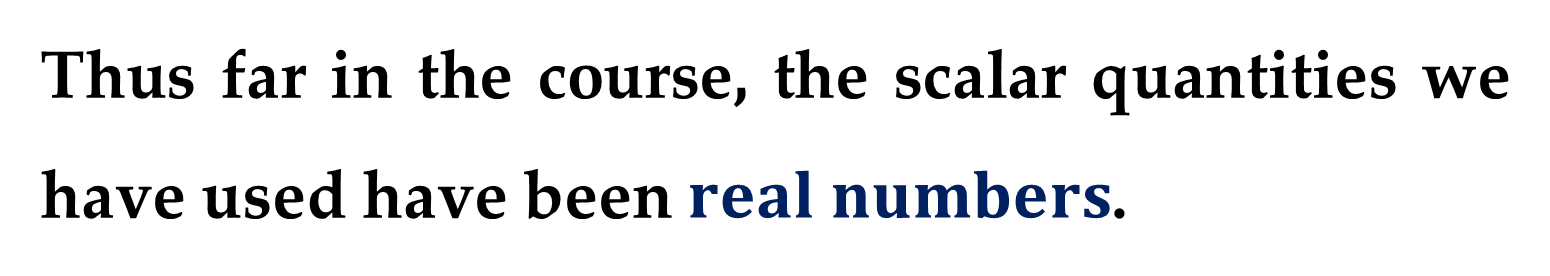 Thus far in the course, the scalar quantities we
have used have been real numbers.